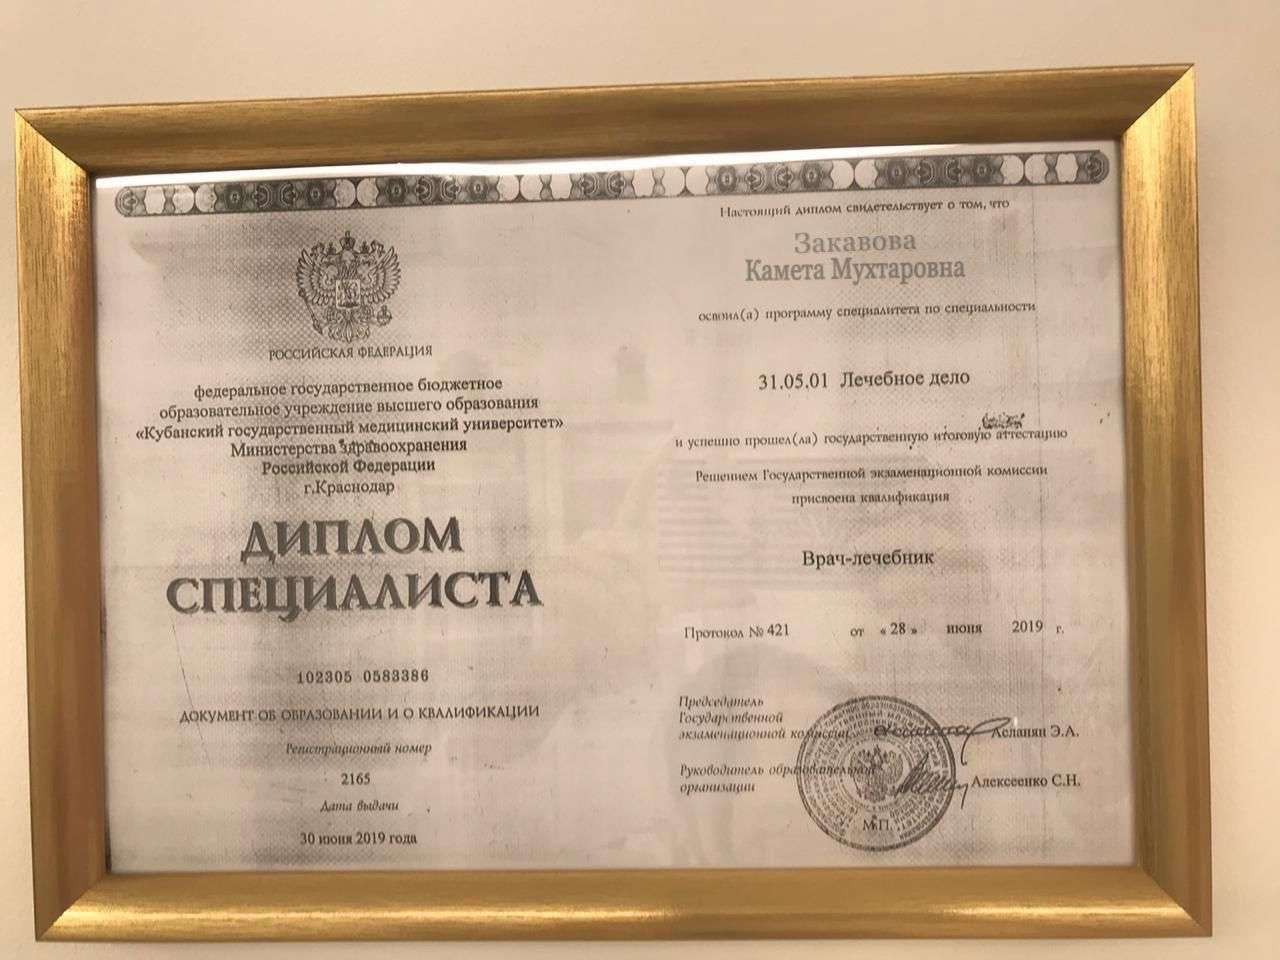 РОССИЙСКАЯ ФЕДЕРАЦИЯ
федеральное государственное бюджетное
образовательное учреждение высшего образования
«Кубанский государственный медицинский университет»
Министерства здравоохранения
Российской Федерации
г.Краснодар
ДИПЛОМ
СПЕЦИАЛИСТА
102305 0583386
ДОКУМЕНТ ОБ ОБРАЗОВАНИИ И О КВАЛИФИКАЦИИ
Регистрационный номер
2165
Дата выдачи
30 июня 2019 года
Настоящий диплом свидетельствует о том, что
Закавова
Камета Мухтаровна
освоил(а) программу специалитета по специальности
31.05.01 Лечебное дело
и успешно прошел(ла) государственную итоговую аттестацию
Решением Государственной экзаменационной комиссии
присвоена квалификация
Врач-лечебник
Протокол № 421 от « 28 » июня 2019 г.
Председатель
Государственной
экзаменационной комиссии Асланян Э.А.
Руководитель образовательной
организации Алексеенко С.Н.
М.П.